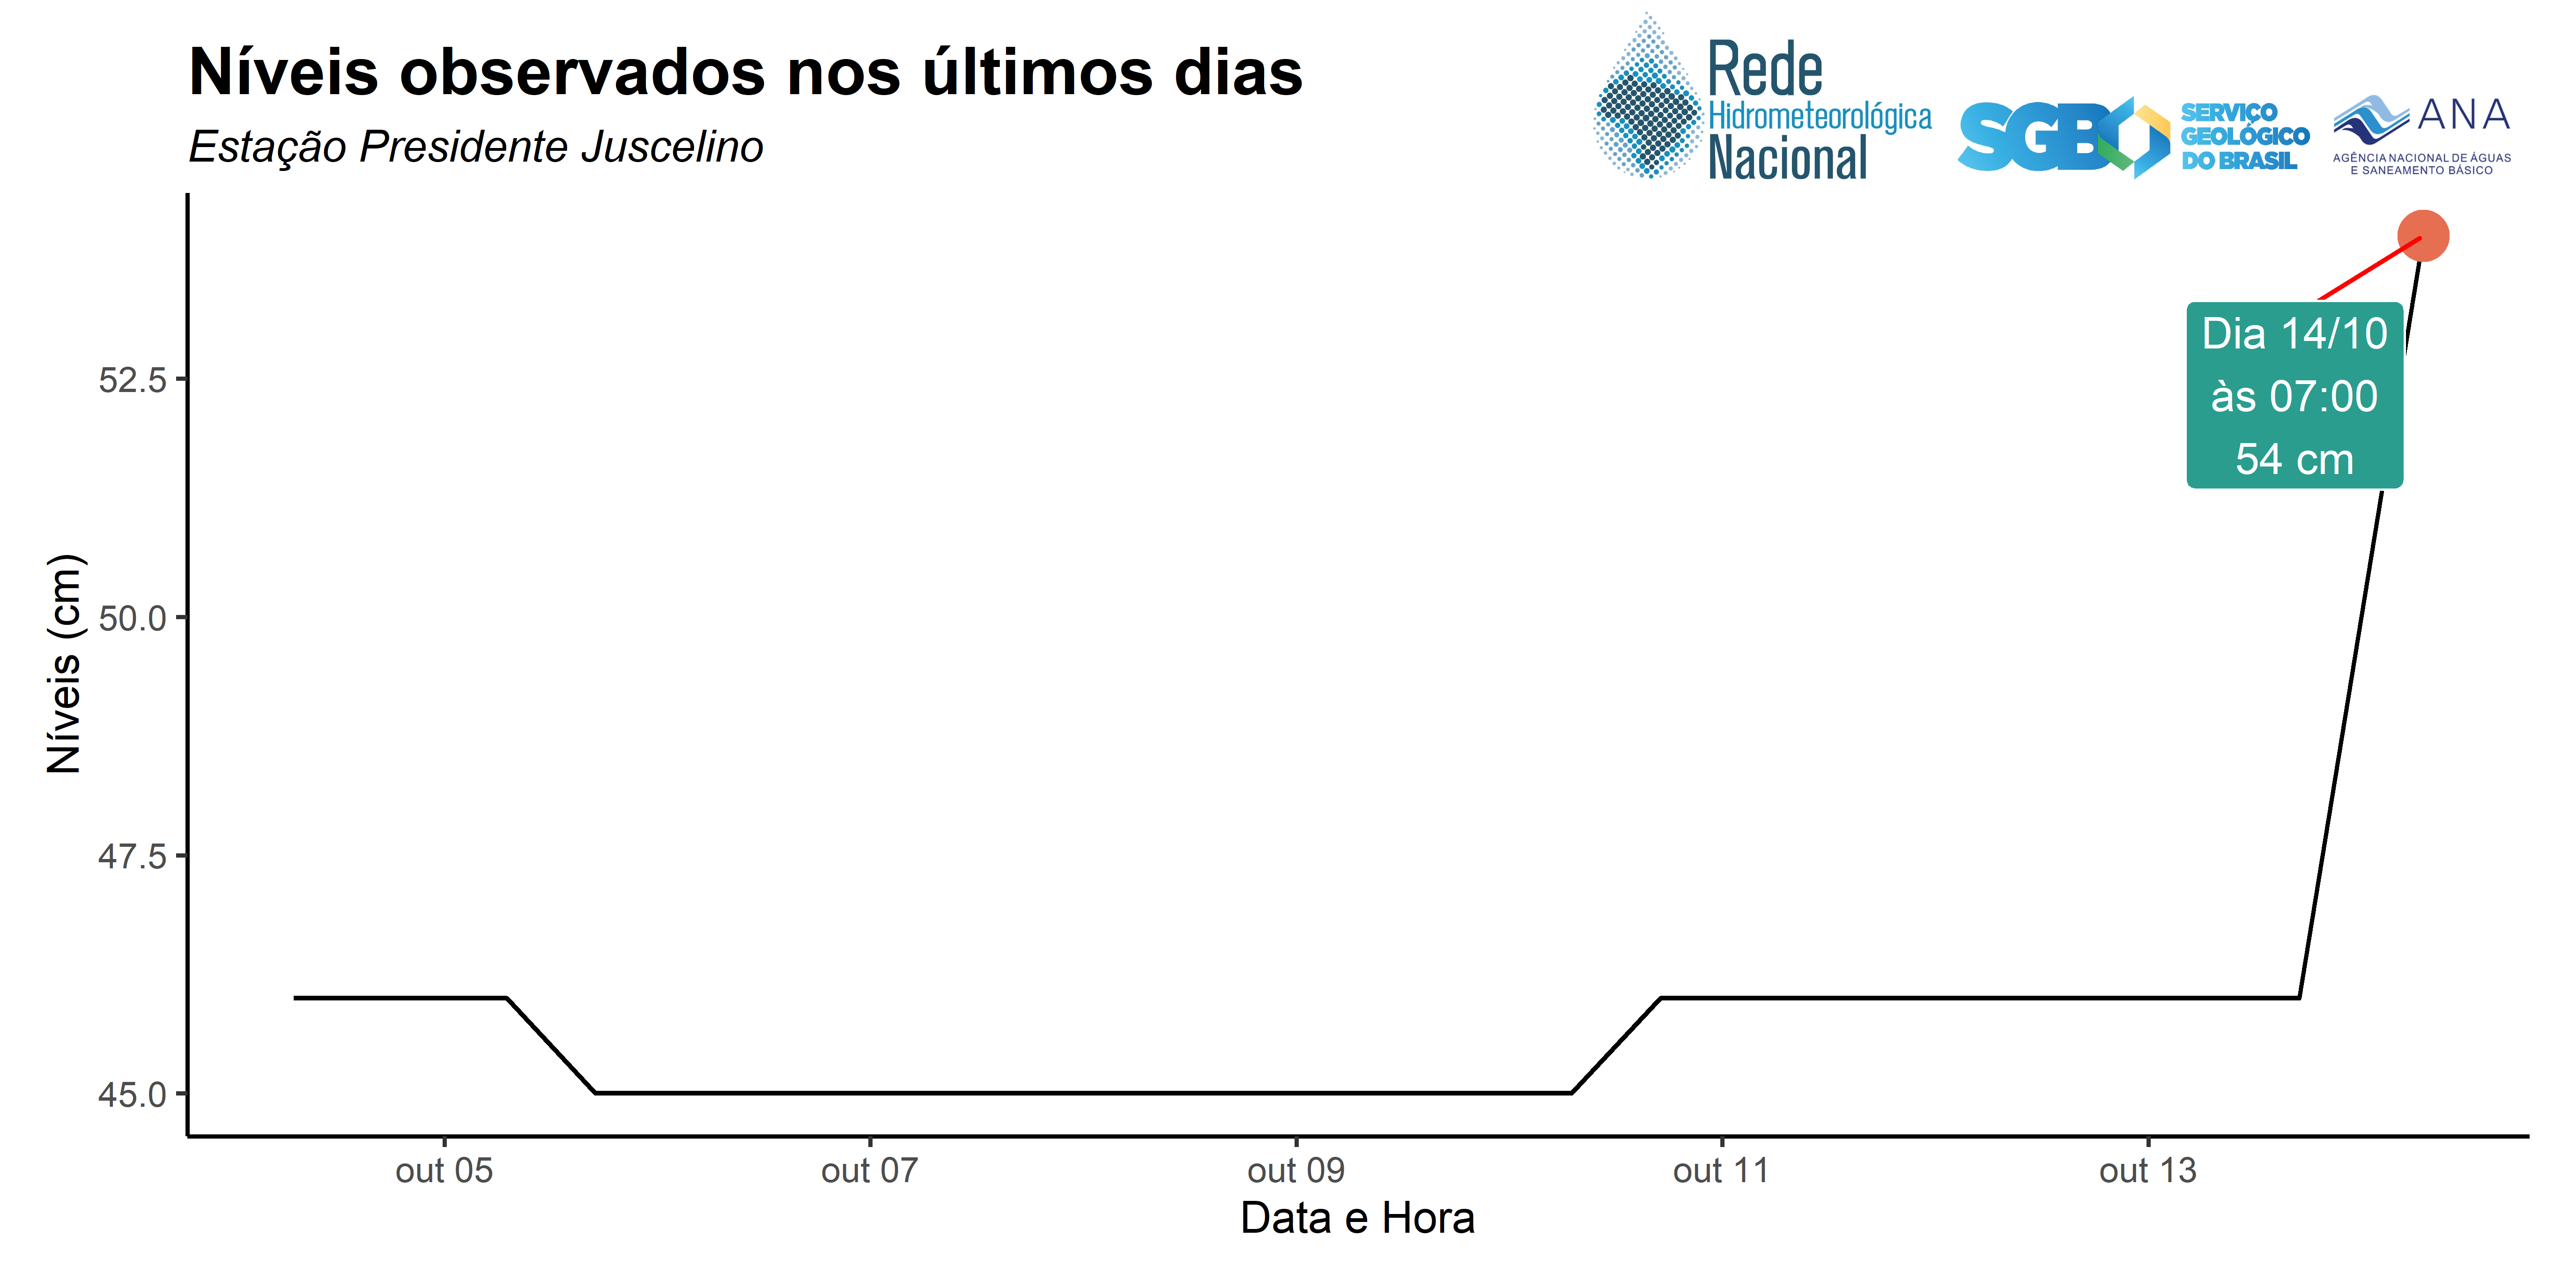 Níveis observados nos últimos dias
Estação Presidente Juscelino
Rede
Hidrometeorológica
Nacional
SGB
SERVIÇO
GEOLÓGICO
DO BRASIL
ANA
AGÊNCIA NACIONAL DE ÁGUAS
E SANEAMENTO BÁSICO
Dia 14/10
às 07:00
54 cm
Níveis (cm)
52.5
50.0
47.5
45.0
out 05
out 07
out 09
out 11
out 13
Data e Hora